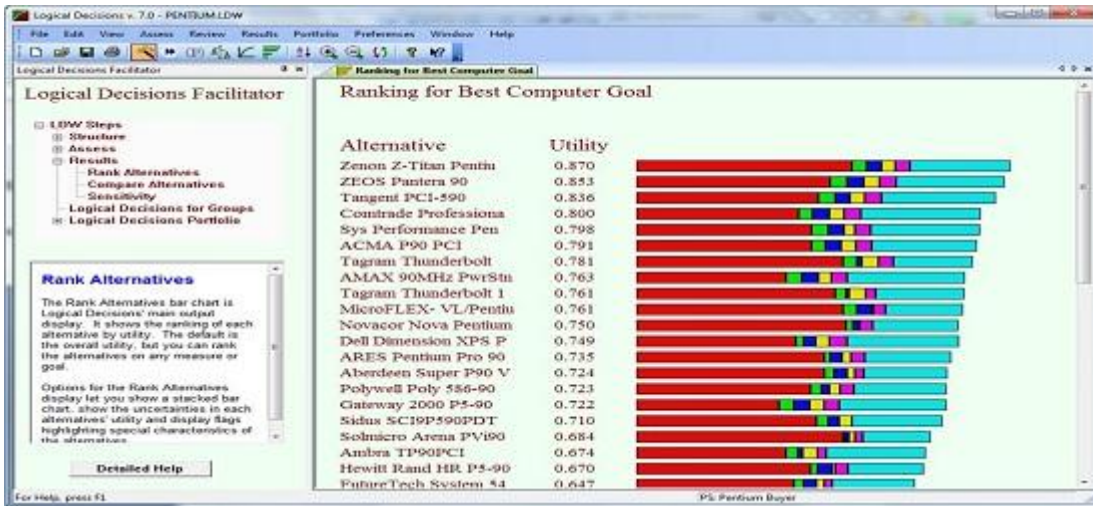 Logical Decisions v. 7.0 - PENTIUM.LDW
File Edit View Assess Review Results Portfolio Preferences Window Help
Logical Decisions Facilitator
Ranking for Best Computer Goal
Logical Decisions Facilitator
LDW Steps
Structure
Assess
Results
Rank Alternatives
Compare Alternatives
Sensitivity
Logical Decisions for Groups
Logical Decisions Portfolio
Rank Alternatives
The Rank Alternatives bar chart is
Logical Decisions' main output
display. It shows the ranking of each
alternative by utility. The default is
the overall utility, but you can rank
the alternatives on any measure or
goal.
Options for the Rank Alternatives
display let you show a stacked bar
chart, show the uncertainties in each
alternatives' utility and display flags
highlighting special characteristics of
the alternatives
Detailed Help
Ranking for Best Computer Goal
Alternative Utility
Zenon Z-Titan Pentiu 0.870
ZEOS Pantera 90 0.853
Tangent PCI-590 0.836
Comtrade Professiona 0.800
Sys Performance Pen 0.798
ACMA P90 PCI 0.791
Tagram Thunderbolt 0.781
AMAX 90MHz PwrStn 0.763
Tagram Thunderbolt 1 0.761
MicroFLEX- VL/Pentiu 0.761
Novacor Nova Pentium 0.750
Dell Dimension XPS P 0.749
ARES Pentium Pro 90 0.735
Aberdeen Super P90 V 0.724
Polywell Poly 586-90 0.723
Gateway 2000 P5-90 0.722
Sidus SCI9P590PDT 0.710
Solmicro Arena PVi90 0.684
Ambra TP90PCI 0.674
Hewitt Rand HR P5-90 0.670
FutureTech System 54 0.647
For Help, press F1
PS: Pentium Buyer